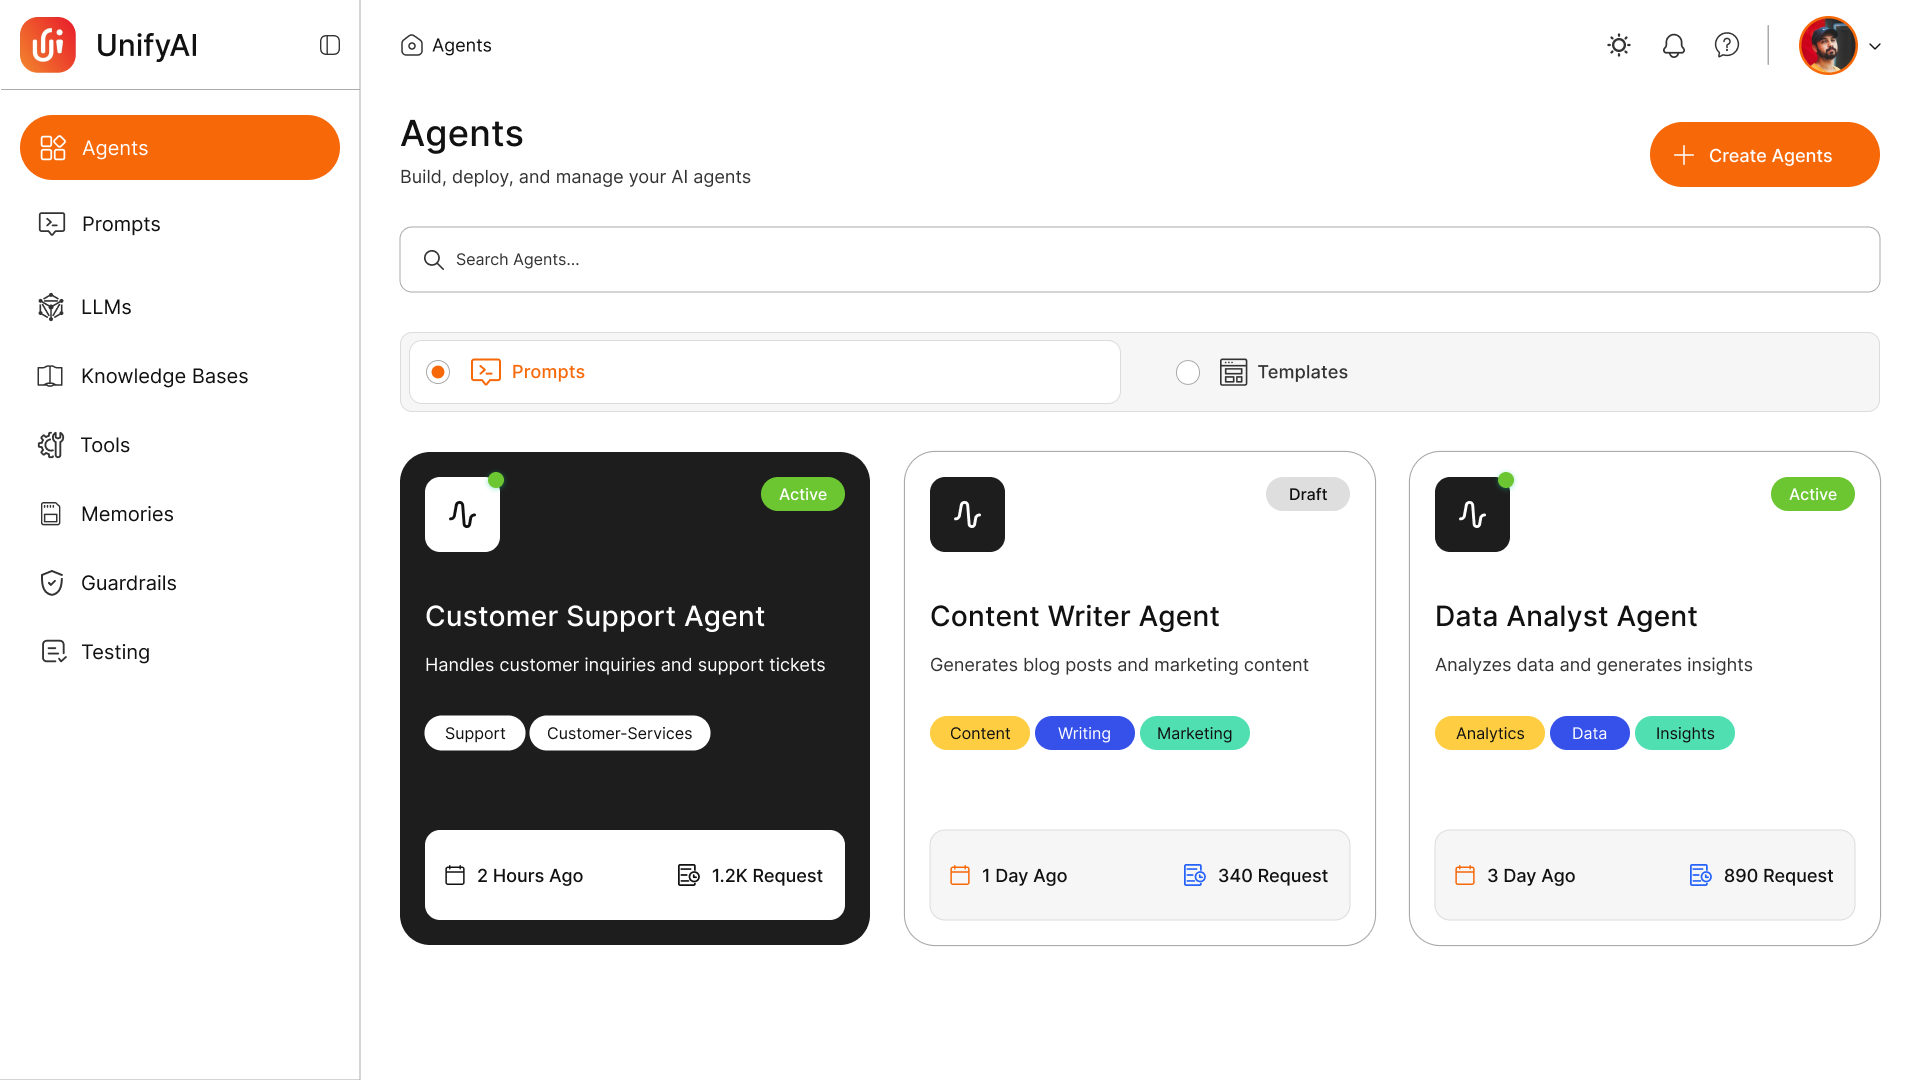 UnifyAI
Agents
Agents
Prompts
LLMs
Knowledge Bases
Tools
Memories
Guardrails
Testing
Agents
Build, deploy, and manage your AI agents
Create Agents
Search Agents...
Prompts
Templates
Active
Customer Support Agent
Handles customer inquiries and support tickets
Support Customer-Services
2 Hours Ago 1.2K Request
Draft
Content Writer Agent
Generates blog posts and marketing content
Content Writing Marketing
1 Day Ago 340 Request
Active
Data Analyst Agent
Analyzes data and generates insights
Analytics Data Insights
3 Day Ago 890 Request